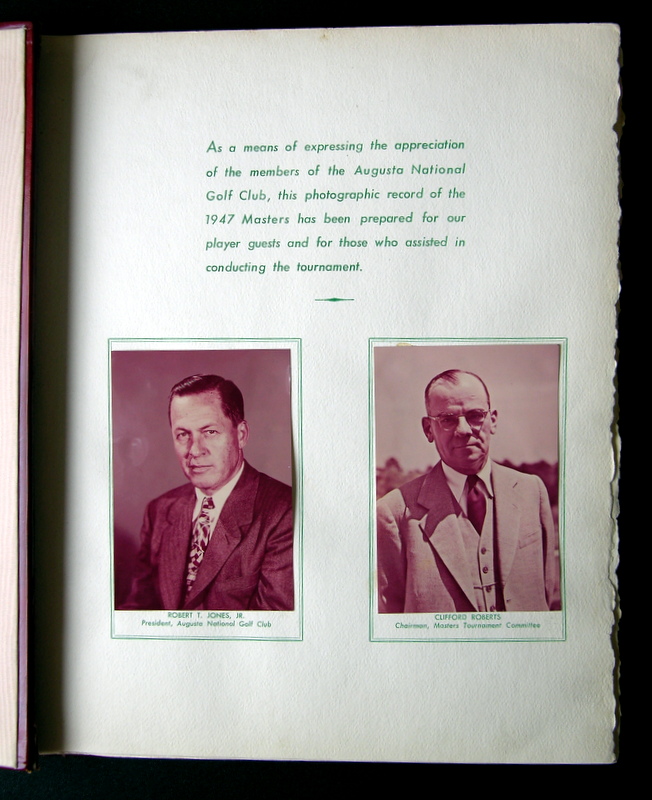 As a means of expressing the appreciation
of the members of the Augusta National
Golf Club, this photographic record of the
1947 Masters has been prepared for our
player guests and for those who assisted in
conducting the tournament.
ROBERT T. JONES, JR.
President, Augusta National Golf Club
CLIFFORD ROBERTS
Chairman, Masters Tournament Committee